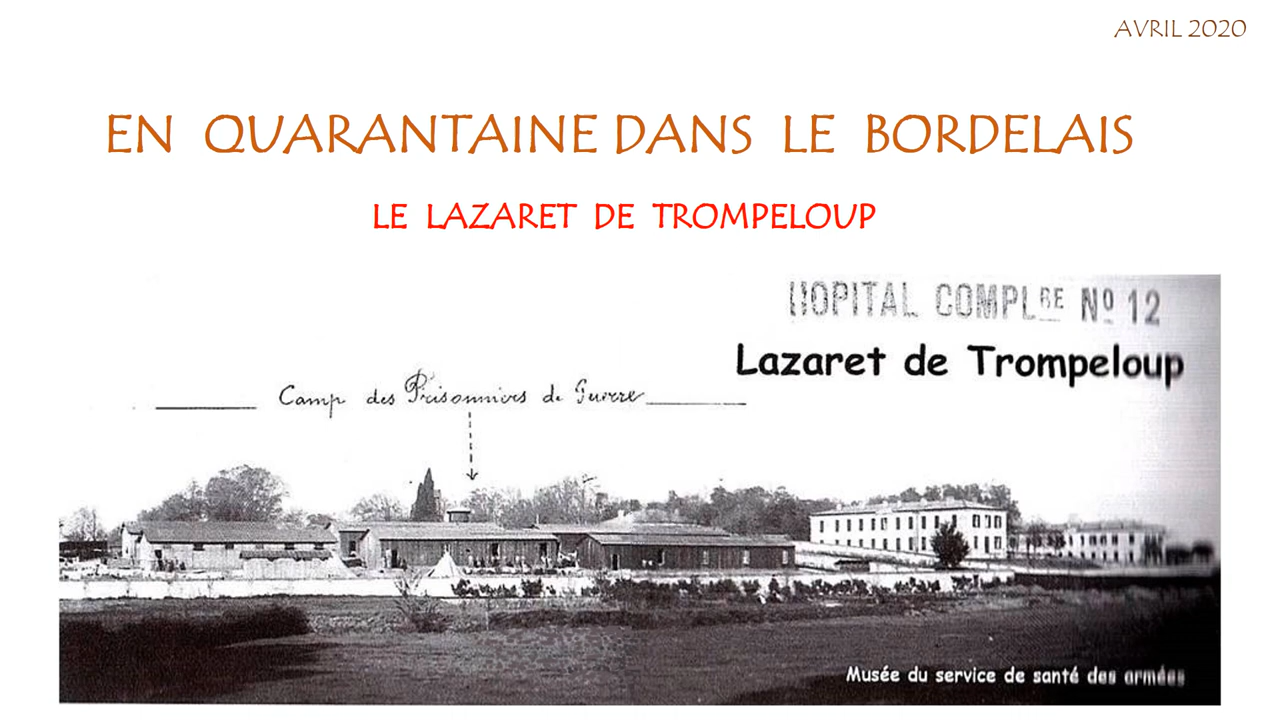 AVRIL 2020
EN QUARANTAINE DANS LE BORDELAIS
LE LAZARET DE TROMPELOUP
HOPITAL COMPL.RE No 12
Lazaret de Trompeloup
Camp des Prisonniers de Guerre
Musée du service de santé des armées